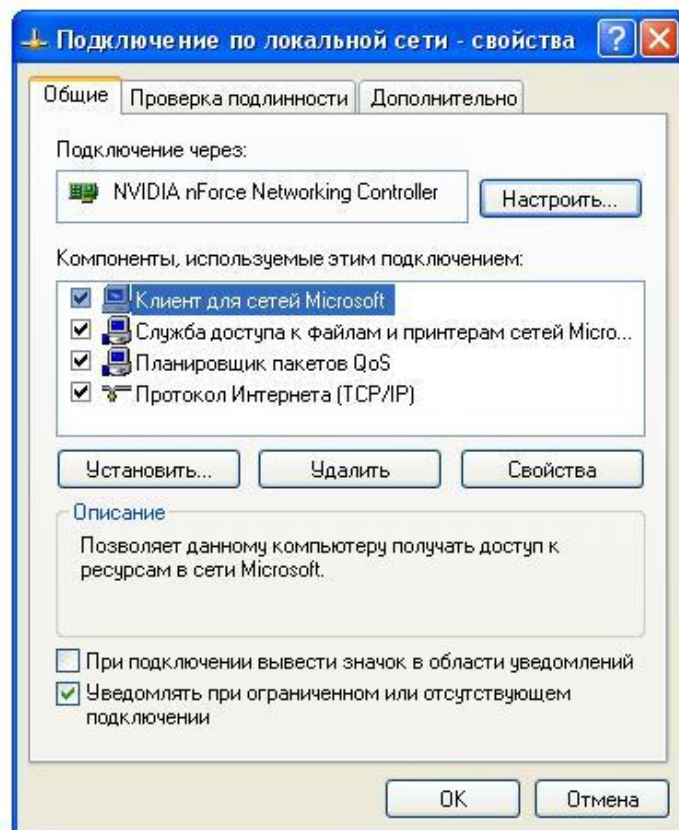 Подключение по локальной сети - свойства
Общие Проверка подлинности Дополнительно
Подключение через:
NVIDIA nForce Networking Controller Настроить...
Компоненты, используемые этим подключением:
Клиент для сетей Microsoft
Служба доступа к файлам и принтерам сетей Micro...
Планировщик пакетов QoS
Протокол Интернета (TCP/IP)
Установить... Удалить Свойства
Описание
Позволяет данному компьютеру получать доступ к
ресурсам в сети Microsoft.
При подключении вывести значок в области уведомлений
Уведомлять при ограниченном или отсутствующем
подключении
ОК Отмена